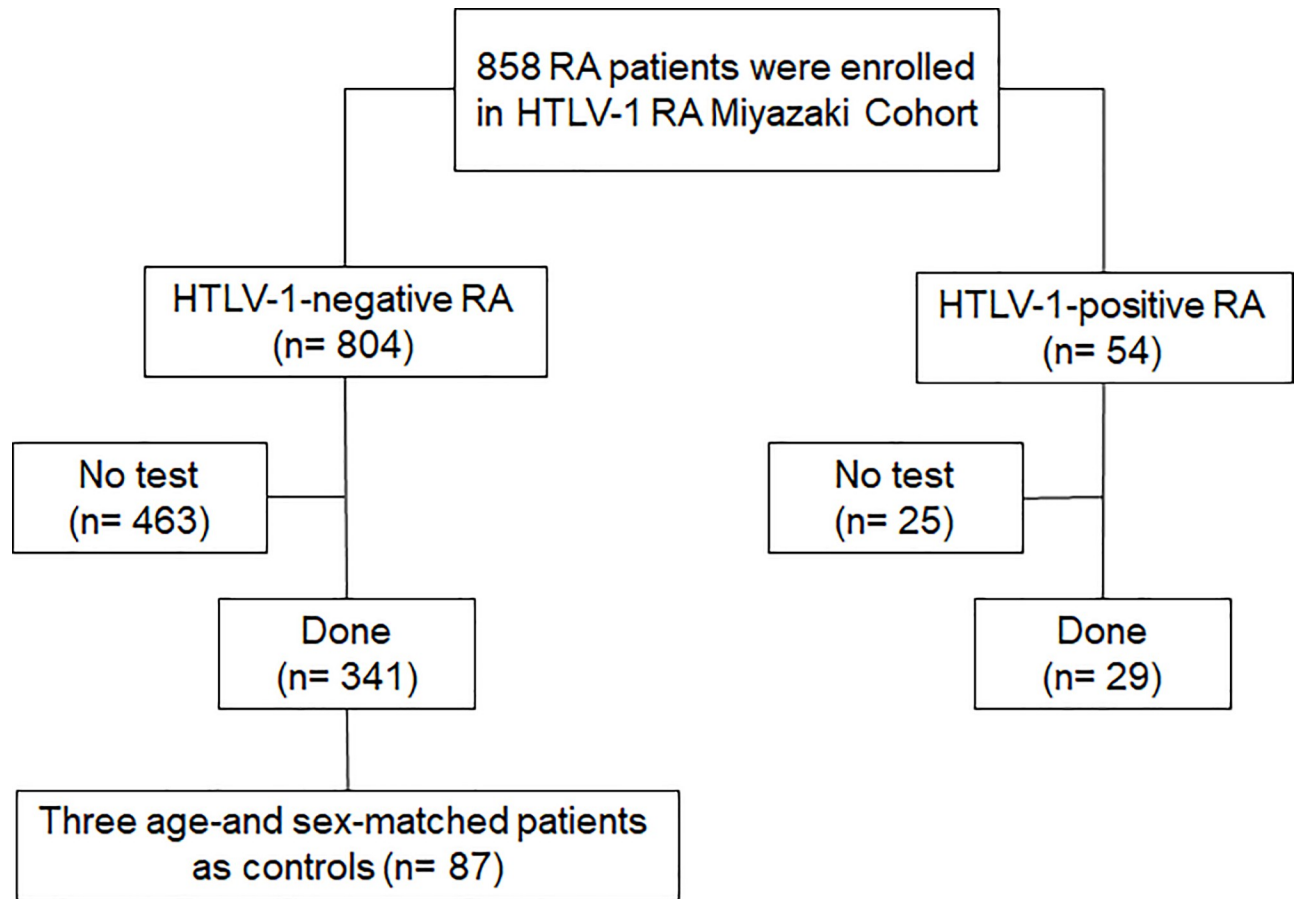 858 RA patients were enrolled
in HTLV-1 RA Miyazaki Cohort
HTLV-1-negative RA
(n= 804)
HTLV-1-positive RA
(n= 54)
No test
(n= 463)
No test
(n= 25)
Done
(n= 341)
Done
(n= 29)
Three age-and sex-matched patients
as controls (n= 87)